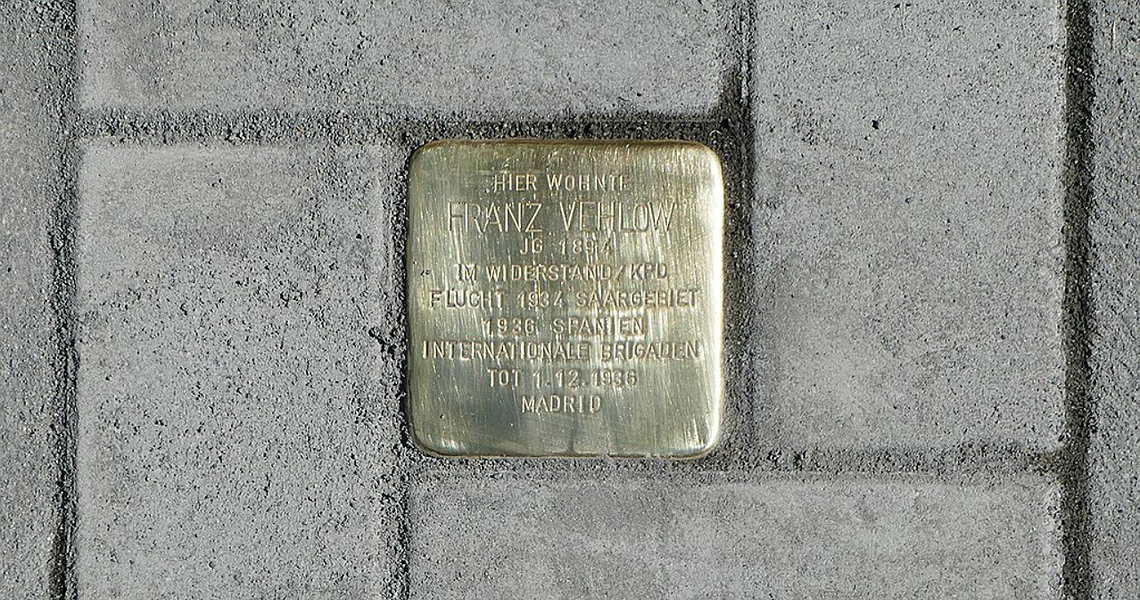 HIER WOHNTE
FRANZ VEHLOW
JG. 1894
IM WIDERSTAND/KPD
FLUCHT 1934 SAARGEBIET
1936 SPANIEN
INTERNATIONALE BRIGADEN
TOT 1.12.1936
MADRID